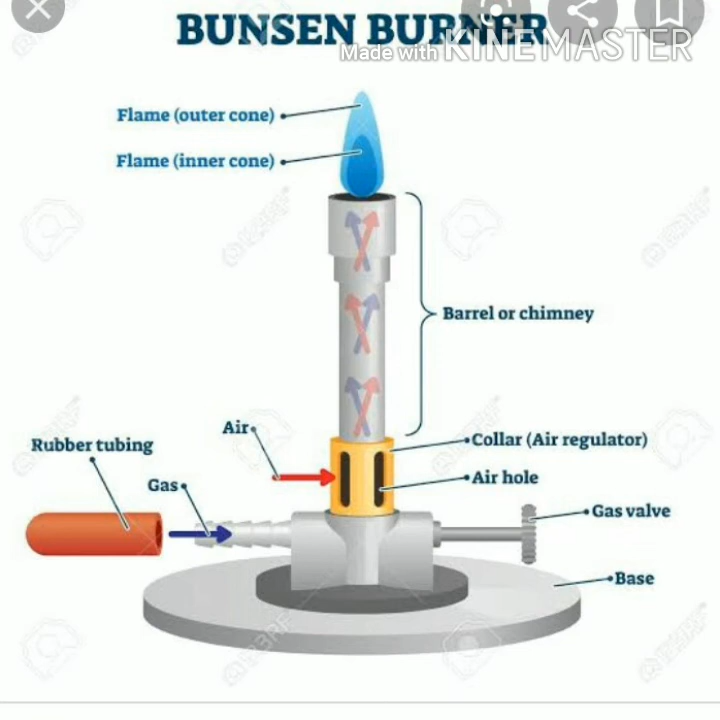 BUNSEN BURNER
Made with KINEMASTER
Flame (outer cone)
Flame (inner cone)
Barrel or chimney
Air
Collar (Air regulator)
Rubber tubing
Air hole
Gas
Gas valve
Base